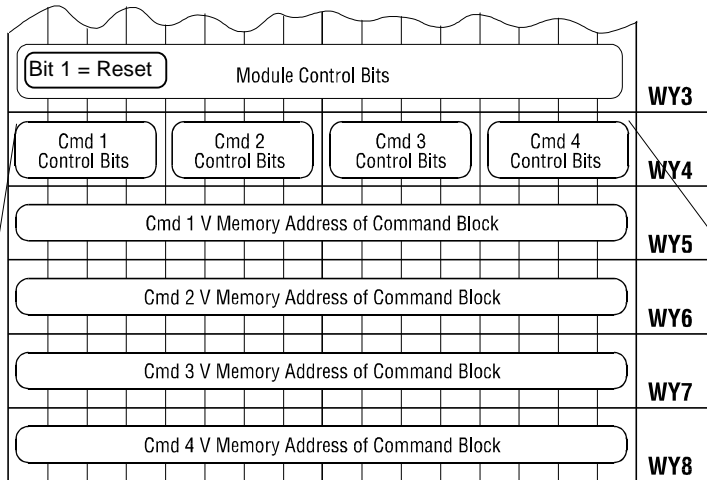 Bit 1 = Reset
Module Control Bits
WY3
Cmd 1
Control Bits
Cmd 2
Control Bits
Cmd 3
Control Bits
Cmd 4
Control Bits
WY4
Cmd 1 V Memory Address of Command Block
WY5
Cmd 2 V Memory Address of Command Block
WY6
Cmd 3 V Memory Address of Command Block
WY7
Cmd 4 V Memory Address of Command Block
WY8